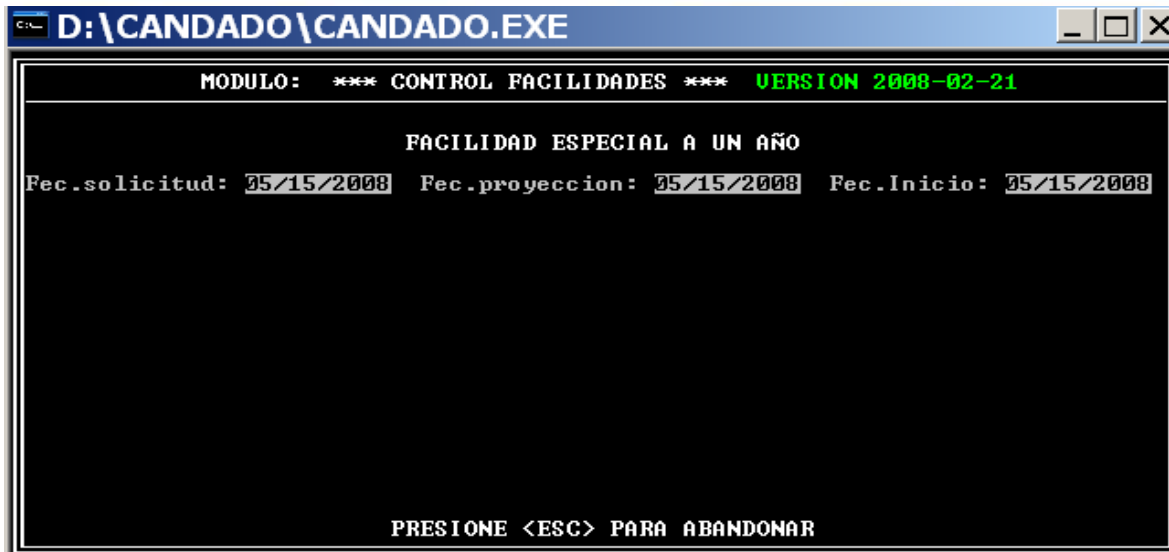 D:\CANDADO\CANDADO.EXE
MODULO: *** CONTROL FACILIDADES *** VERSION 2008-02-21
FACILIDAD ESPECIAL A UN AÑO
Fec.solicitud: 05/15/2008 Fec.proyeccion: 05/15/2008 Fec.Inicio: 05/15/2008
PRESIONE <ESC> PARA ABANDONAR